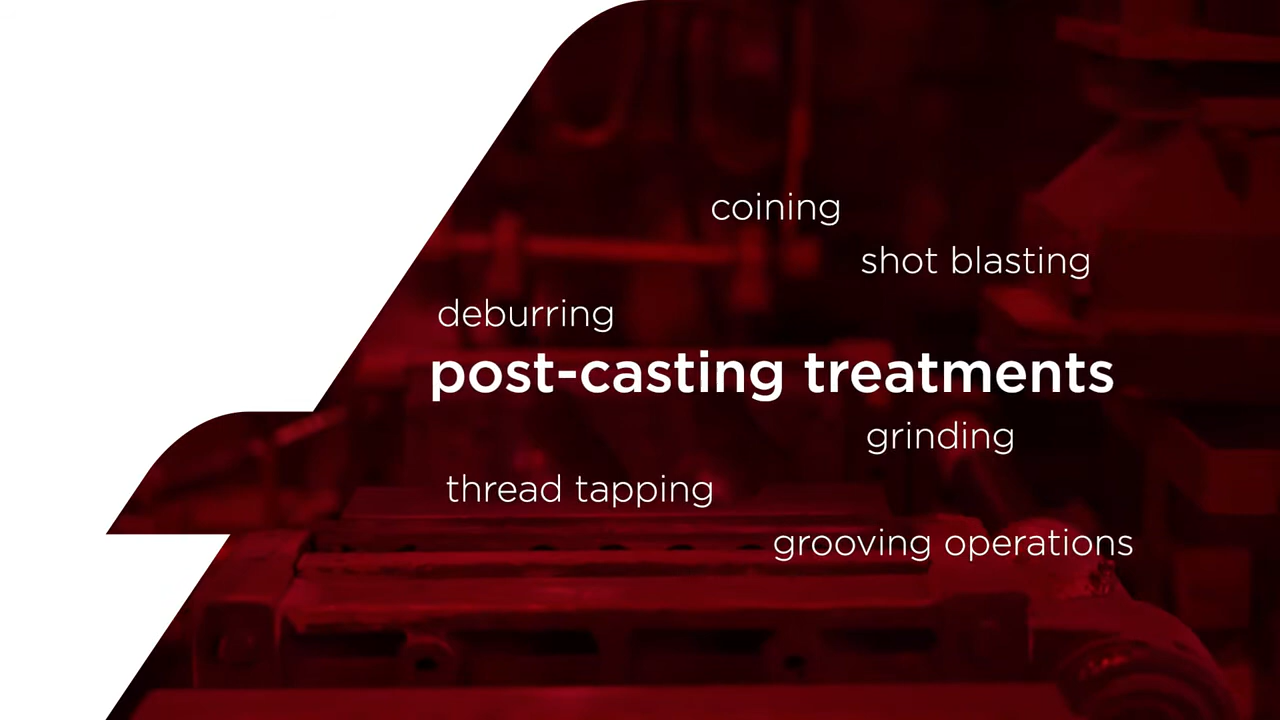 coining
shot blasting
deburring
post-casting treatments
grinding
thread tapping
grooving operations